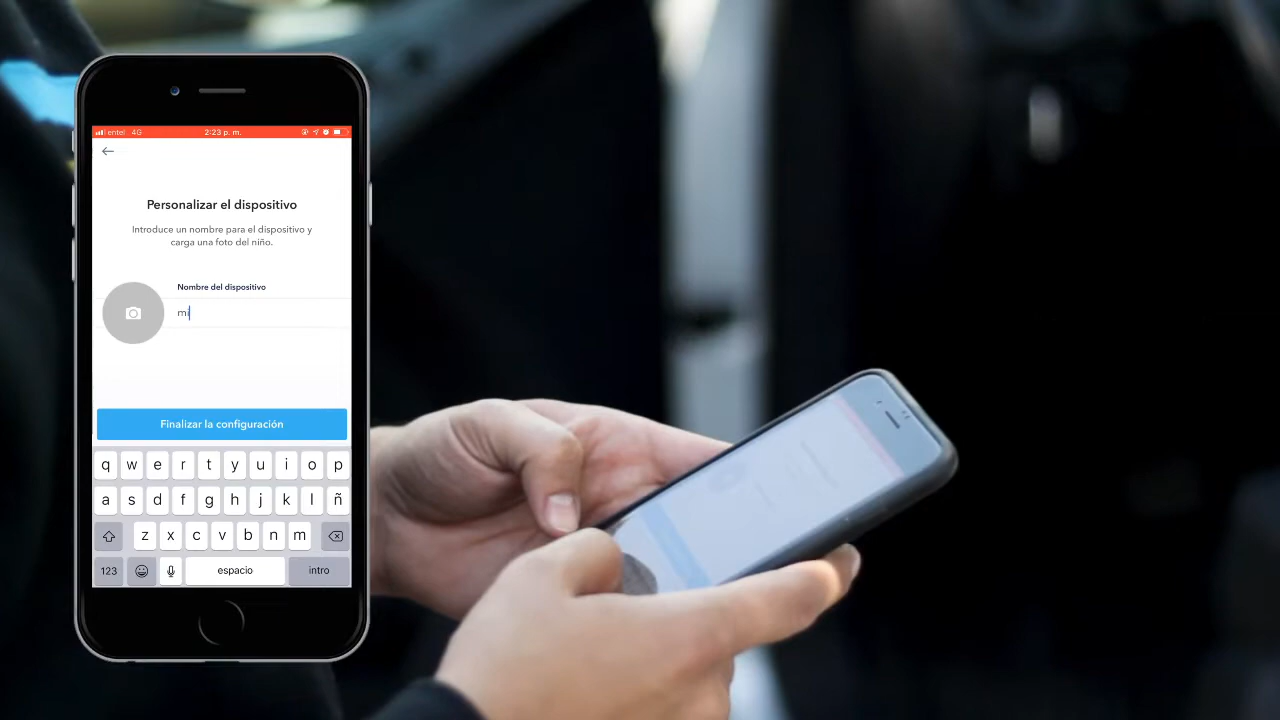 entel 4G 2:23 p. m.
Personalizar el dispositivo
Introduce un nombre para el dispositivo y
carga una foto del niño.
Nombre del dispositivo
mi
Finalizar la configuración
q w e r t y u i o p
a s d f g h j k l ñ
z x c v b n m
123 espacio intro